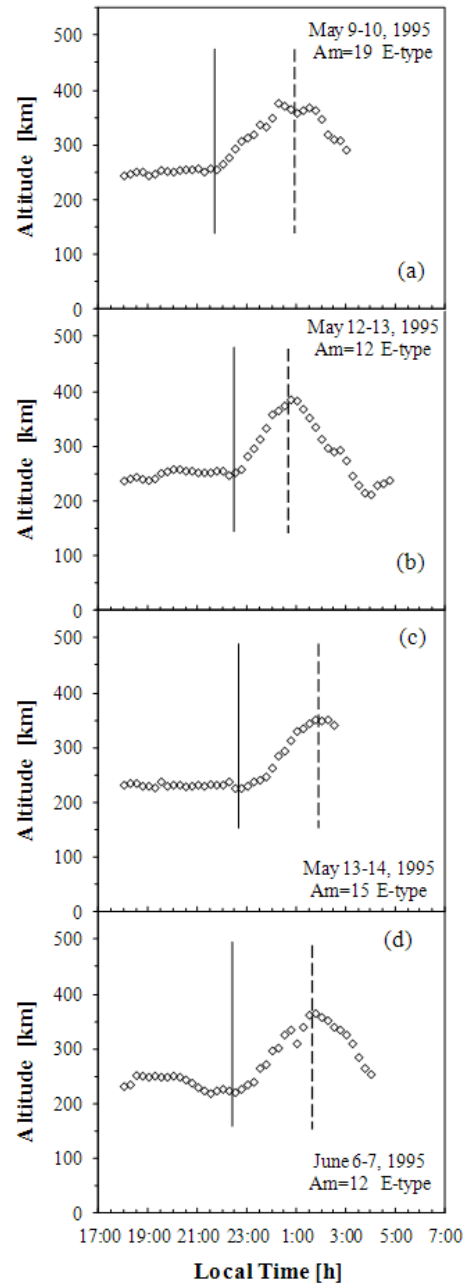 500
May 9-10, 1995
Am=19 E-type
400
300
200
100
0
Altitude [km]
(a)
500
May 12-13, 1995
Am=12 E-type
400
300
200
100
0
Altitude [km]
(b)
500
(c)
400
300
200
100
0
Altitude [km]
May 13-14, 1995
Am=15 E-type
500
(d)
400
300
200
100
0
Altitude [km]
June 6-7, 1995
Am=12 E-type
17:00 19:00 21:00 23:00 1:00 3:00 5:00 7:00
Local Time [h]